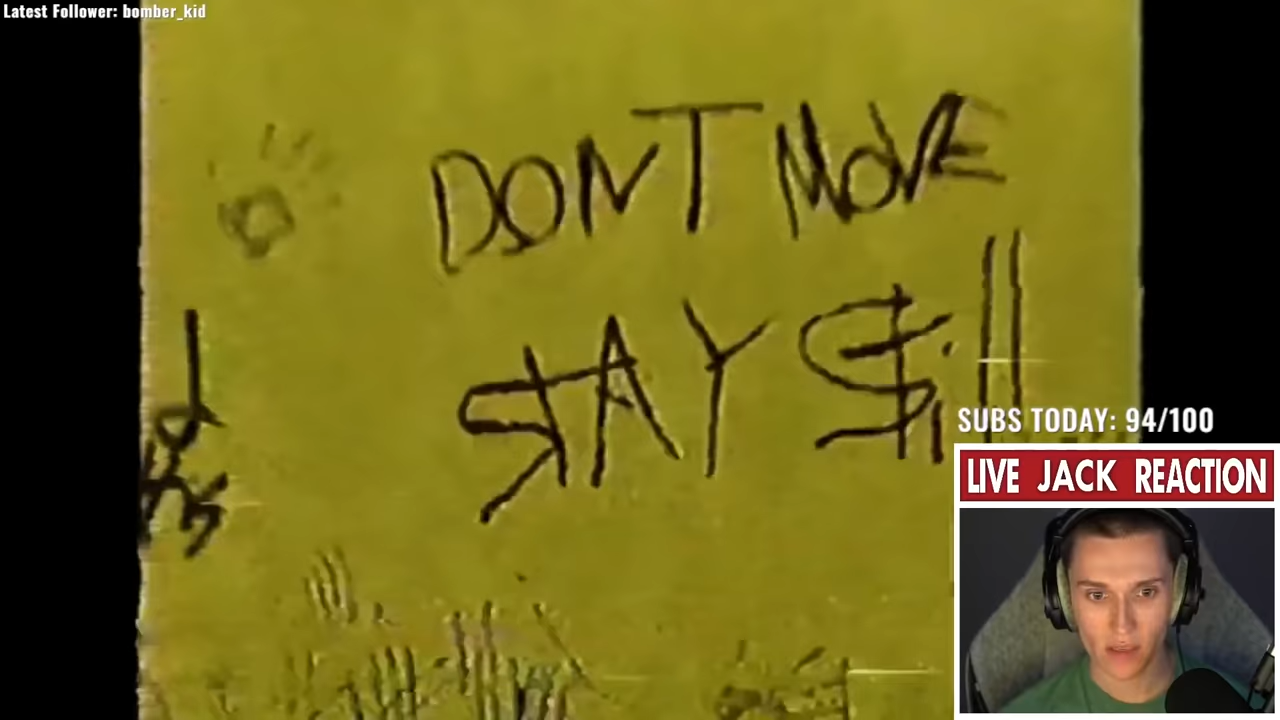 Latest Follower: bomber_kid
DONT MOVE
STAY Still
SUBS TODAY: 94/100
LIVE JACK REACTION